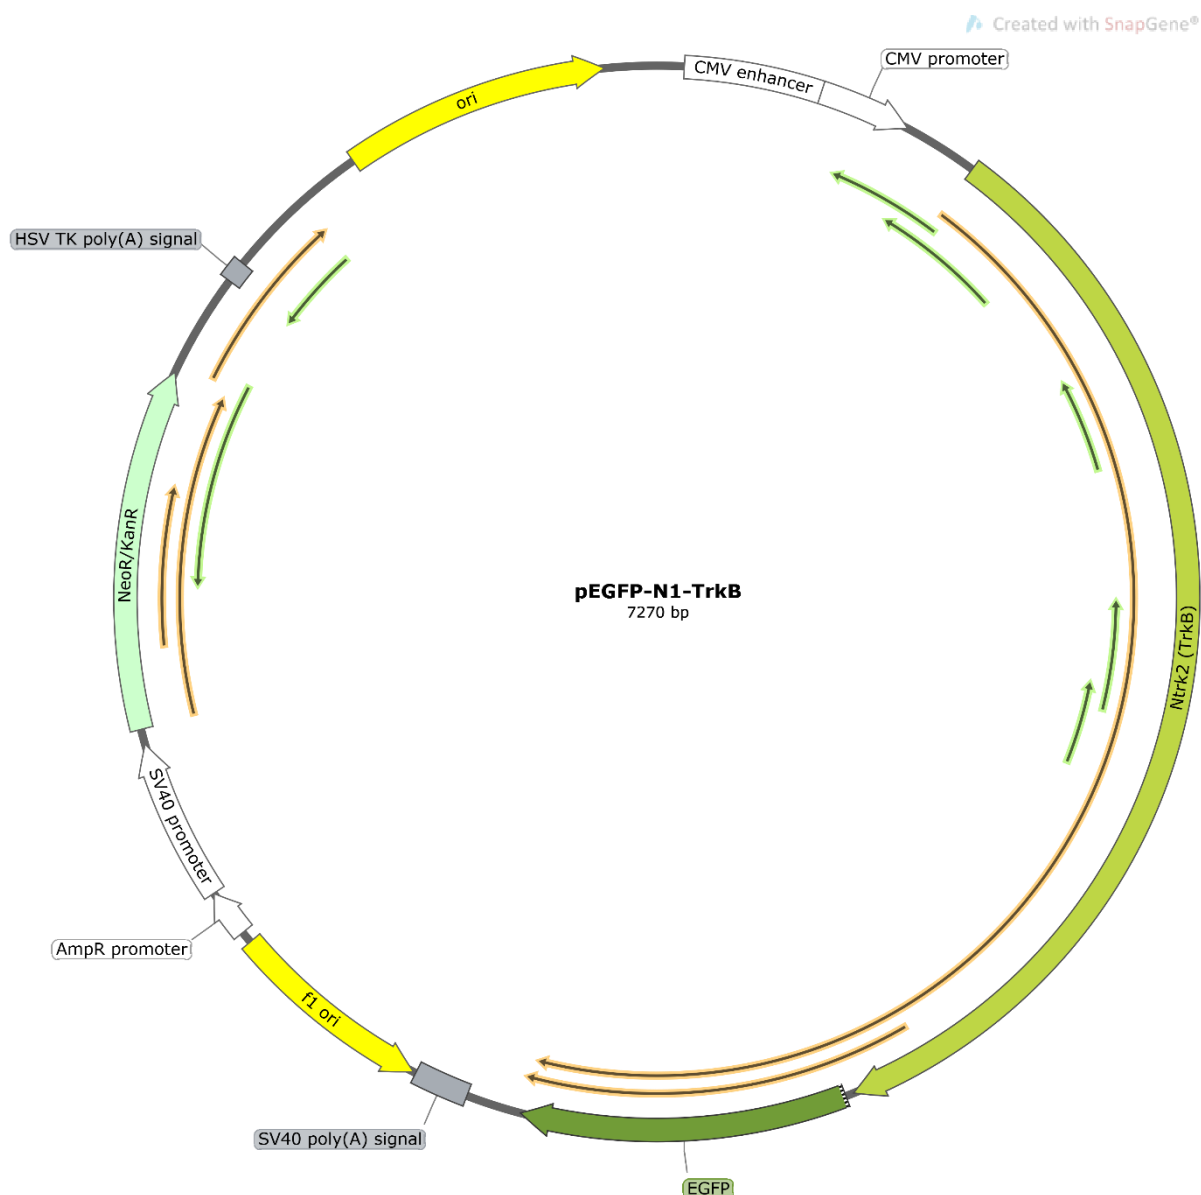 Created with SnapGene®
CMV promoter
CMV enhancer
ori
HSV TK poly(A) signal
NeoR/KanR
pEGFP-N1-TrkB
7270 bp
Ntrk2 (TrkB)
SV40 promoter
AmpR promoter
f1 ori
SV40 poly(A) signal
EGFP